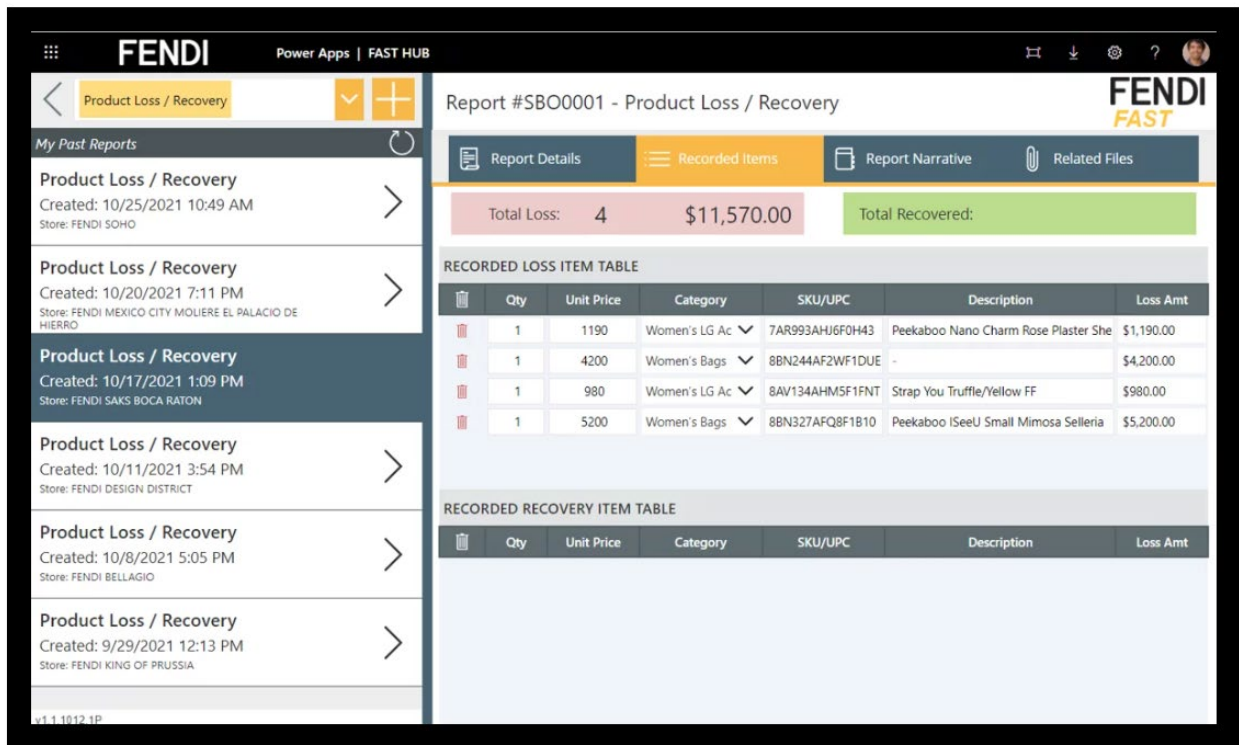 FENDI Power Apps | FAST HUB ?
Product Loss / Recovery
My Past Reports
Product Loss / Recovery
Created: 10/25/2021 10:49 AM
Store: FENDI SOHO
Product Loss / Recovery
Created: 10/20/2021 7:11 PM
Store: FENDI MEXICO CITY MOLIERE EL PALACIO DE
HIERRO
Product Loss / Recovery
Created: 10/17/2021 1:09 PM
Store: FENDI SAKS BOCA RATON
Product Loss / Recovery
Created: 10/11/2021 3:54 PM
Store: FENDI DESIGN DISTRICT
Product Loss / Recovery
Created: 10/8/2021 5:05 PM
Store: FENDI BELLAGIO
Product Loss / Recovery
Created: 9/29/2021 12:13 PM
Store: FENDI KING OF PRUSSIA
v1.1.1012.1P
Report #SBO0001 - Product Loss / Recovery
FENDI
FAST
Report Details Recorded Items Report Narrative Related Files
Total Loss: 4 $11,570.00 Total Recovered:
RECORDED LOSS ITEM TABLE
Qty Unit Price Category SKU/UPC Description Loss Amt
1 1190 Women's LG Ac 7AR993AHJ6F0H43 Peekaboo Nano Charm Rose Plaster She $1,190.00
1 4200 Women's Bags 8BN244AF2WF1DUE - $4,200.00
1 980 Women's LG Ac 8AV134AHM5F1FNT Strap You Truffle/Yellow FF $980.00
1 5200 Women's Bags 8BN327AFQ8F1B10 Peekaboo ISeeU Small Mimosa Selleria $5,200.00
RECORDED RECOVERY ITEM TABLE
Qty Unit Price Category SKU/UPC Description Loss Amt